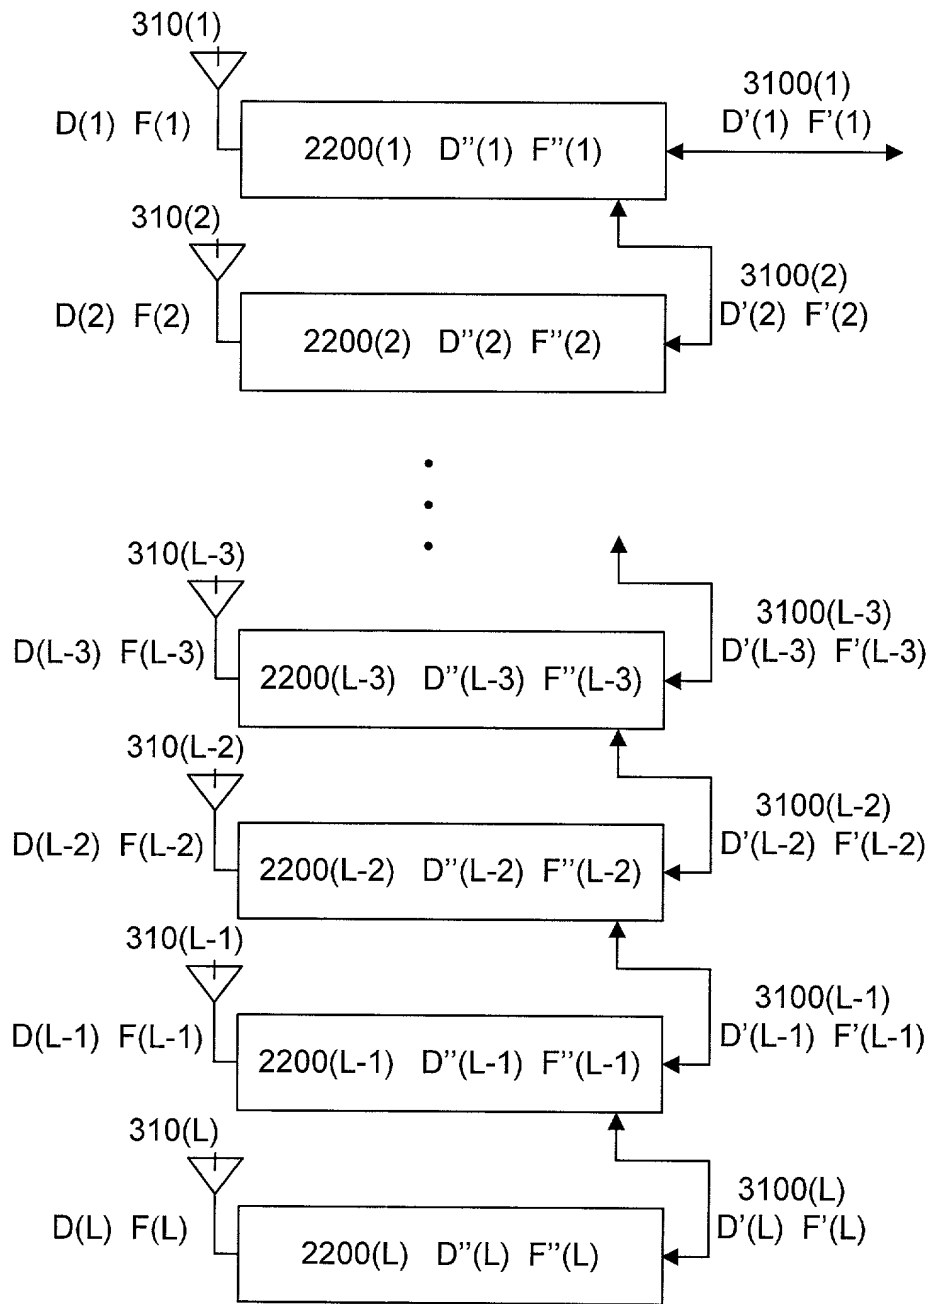 310(1)
3100(1)
D(1) F(1)
2200(1) D’’(1) F’’(1)
D’(1) F’(1)
310(2)
3100(2)
D(2) F(2)
2200(2) D’’(2) F’’(2)
D’(2) F’(2)
310(L-3)
3100(L-3)
D(L-3) F(L-3)
2200(L-3) D’’(L-3) F’’(L-3)
D’(L-3) F’(L-3)
310(L-2)
3100(L-2)
D(L-2) F(L-2)
2200(L-2) D’’(L-2) F’’(L-2)
D’(L-2) F’(L-2)
310(L-1)
3100(L-1)
D(L-1) F(L-1)
2200(L-1) D’’(L-1) F’’(L-1)
D’(L-1) F’(L-1)
310(L)
3100(L)
D(L) F(L)
2200(L) D’’(L) F’’(L)
D’(L) F’(L)